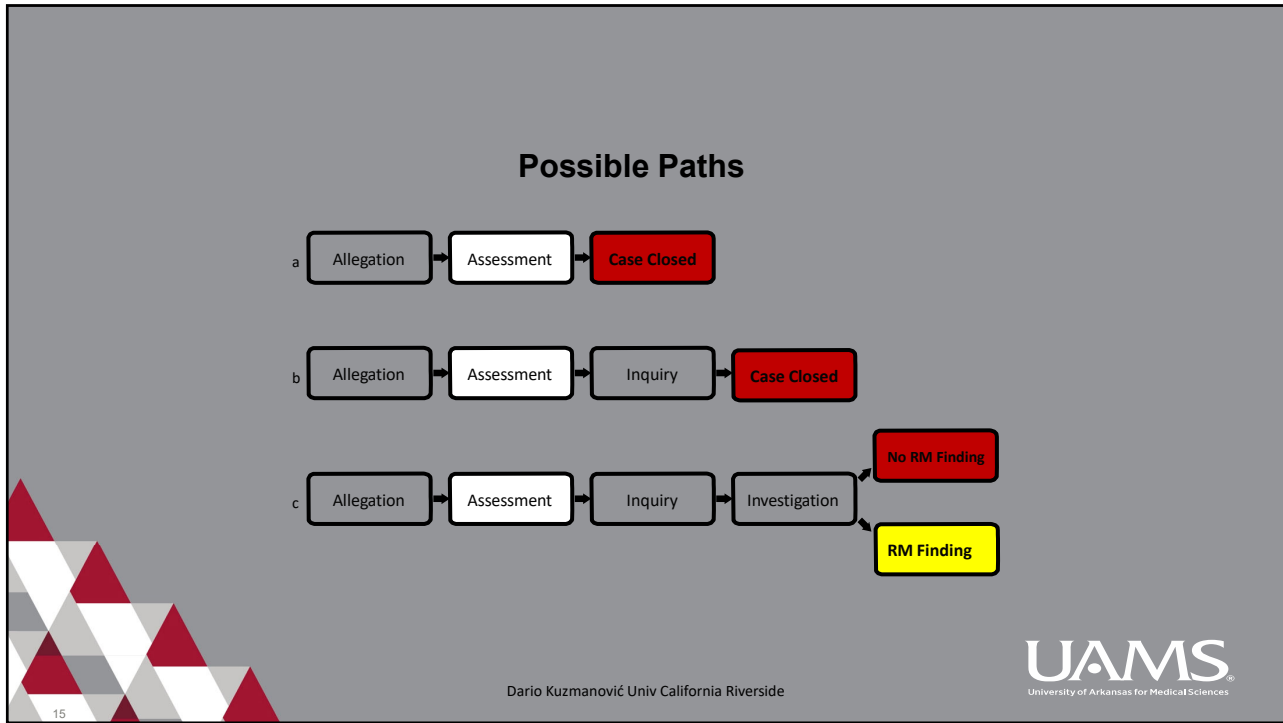 Possible Paths
a Allegation Assessment Case Closed
b Allegation Assessment Inquiry Case Closed
No RM Finding
c Allegation Assessment Inquiry Investigation
RM Finding
UAMS®
University of Arkansas for Medical Sciences
Dario Kuzmanović Univ California Riverside
15